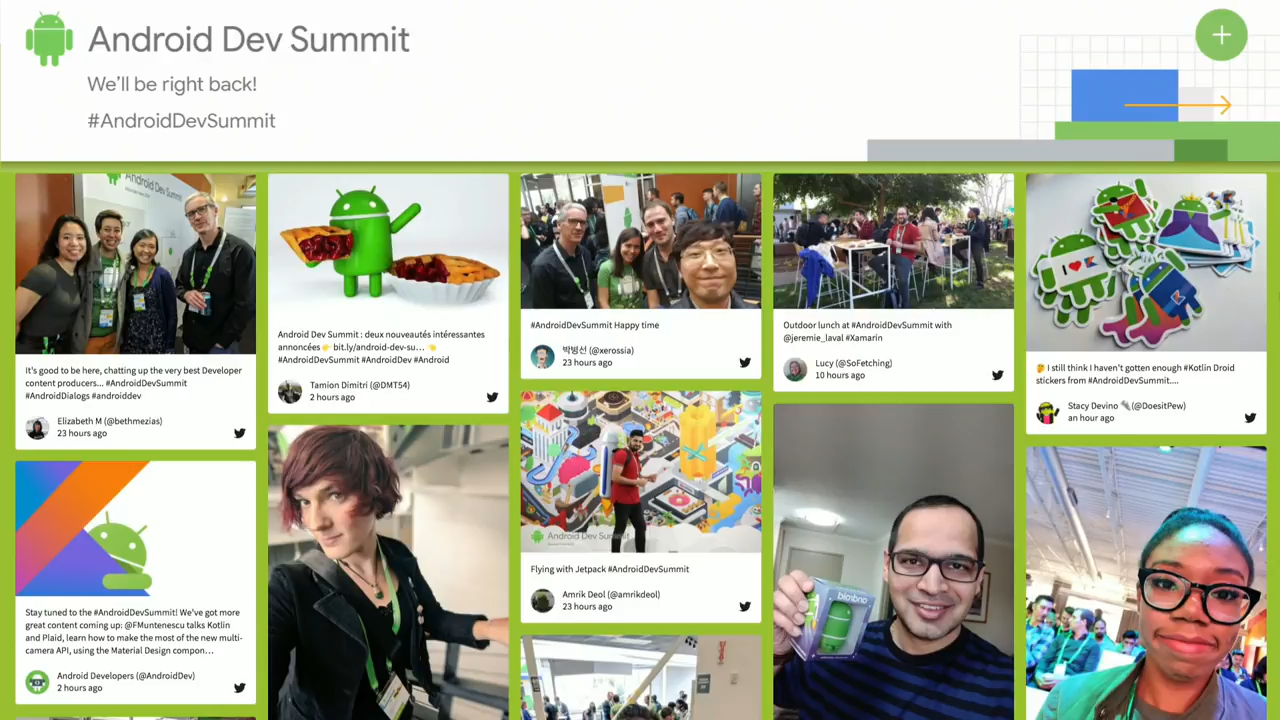 Android Dev Summit
We'll be right back!
#AndroidDevSummit
Android Dev Summit
It's good to be here, chatting up the very best Developer
content producers... #AndroidDevSummit
#AndroidDialogs #androiddev
Elizabeth M (@bethmezias)
23 hours ago
Stay tuned to the #AndroidDevSummit! We've got more
great content coming up: @FMuntenescu talks Kotlin
and Plaid, learn how to make the most of the new multi-
camera API, using the Material Design compon…
Android Developers (@AndroidDev)
2 hours ago
Android Dev Summit : deux nouveautés intéressantes
annoncées 👉 bit.ly/android-dev-su… 👈
#AndroidDevSummit #AndroidDev #Android
Tamion Dimitri (@DMT54)
2 hours ago
#AndroidDevSummit Happy time
박병선 (@xerossia)
23 hours ago
Android Dev Summit
Flying with Jetpack #AndroidDevSummit
Amrik Deol (@amrikdeol)
23 hours ago
Outdoor lunch at #AndroidDevSummit with
@jeremie_laval #Xamarin
Lucy (@SoFetching)
10 hours ago
android
I ❤ K
🤔 I still think I haven't gotten enough #Kotlin Droid
stickers from #AndroidDevSummit....
Stacy Devino 🔩(@DoesitPew)
an hour ago